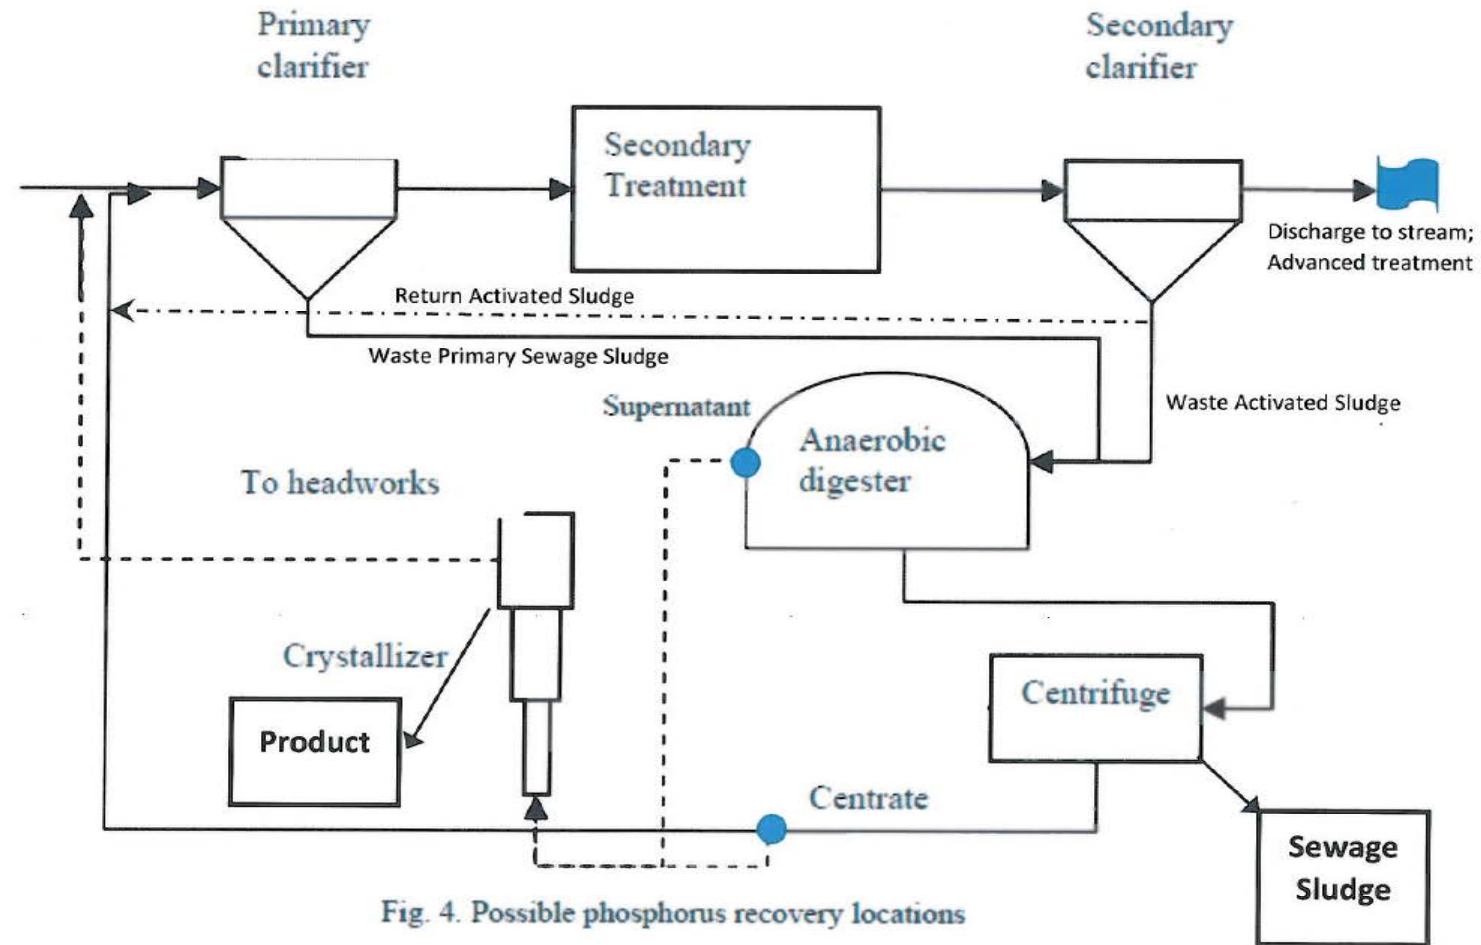 Primary
clarifier
Secondary
clarifier
Secondary
Treatment
Discharge to stream;
Advanced treatment
Return Activated Sludge
Waste Primary Sewage Sludge
Waste Activated Sludge
Supernatant
Anaerobic
digester
To headworks
Crystallizer
Centrifuge
Product
Centrate
Sewage
Sludge
Fig. 4. Possible phosphorus recovery locations